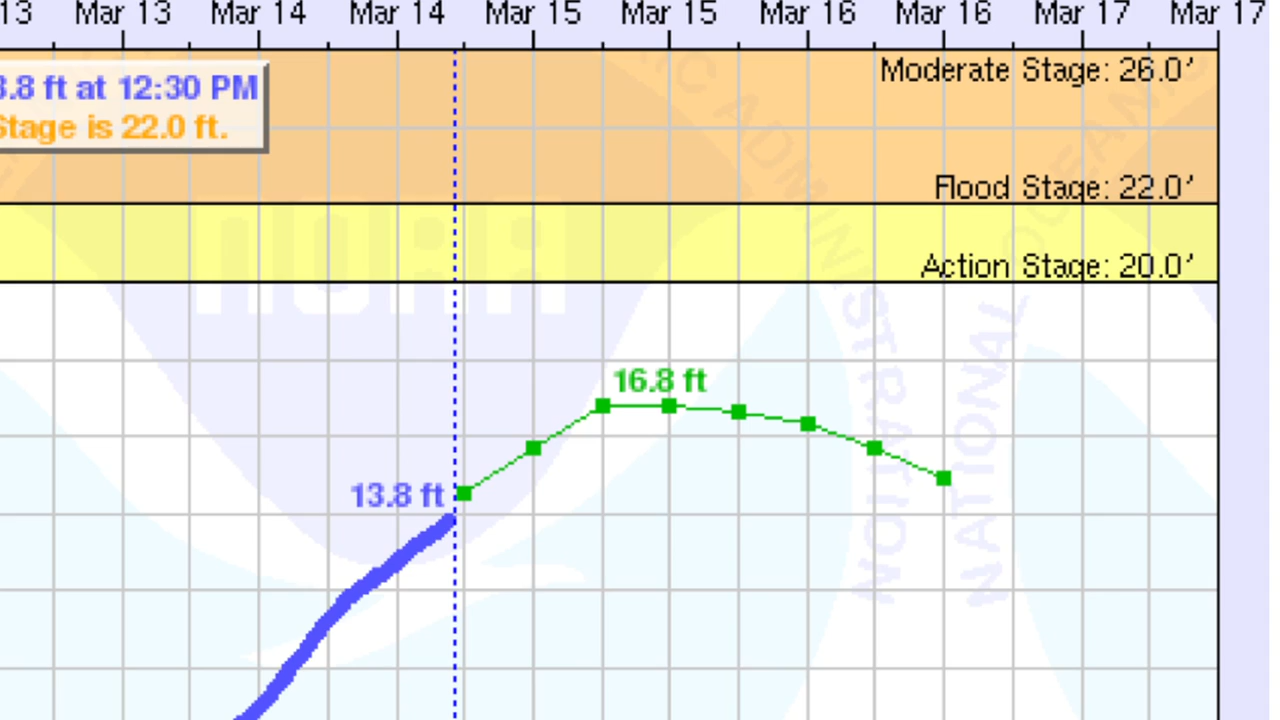 13 Mar 13 Mar 14 Mar 14 Mar 15 Mar 15 Mar 16 Mar 16 Mar 17 Mar 17
Moderate Stage: 26.0'
.8 ft at 12:30 PM
Stage is 22.0 ft.
Flood Stage: 22.0'
NOAA
Action Stage: 20.0'
16.8 ft
13.8 ft
NATIONAL